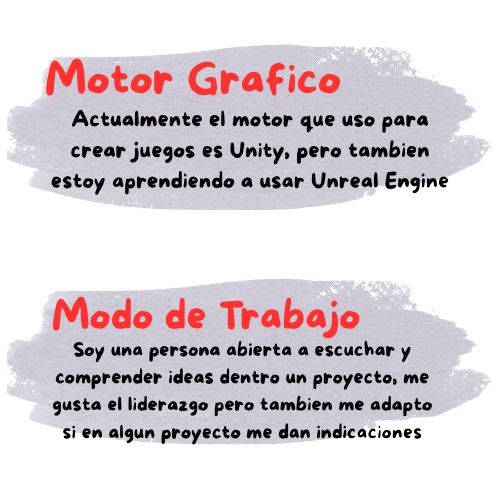 Motor Grafico
Actualmente el motor que uso para
crear juegos es Unity, pero tambien
estoy aprendiendo a usar Unreal Engine
Modo de Trabajo
Soy una persona abierta a escuchar y
comprender ideas dentro un proyecto, me
gusta el liderazgo pero tambien me adapto
si en algun proyecto me dan indicaciones